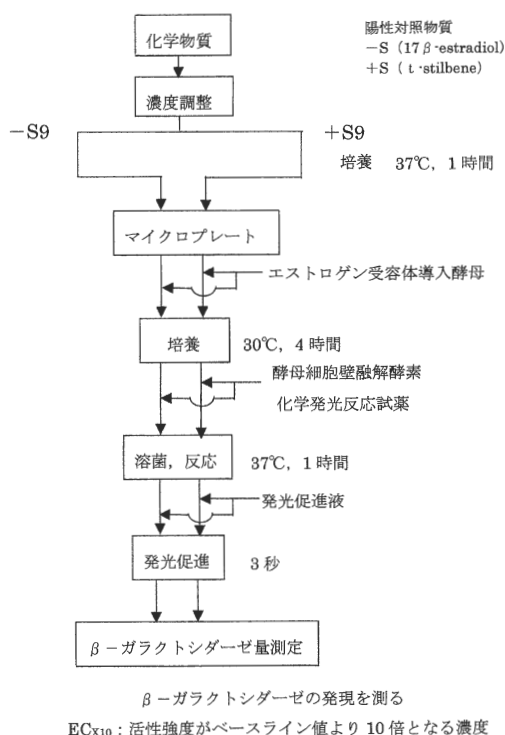 化学物質
陽性対照物質
−S（17β-estradiol）
+S（t-stilbene）
濃度調整
−S9
+S9
培養　37℃，1時間
マイクロプレート
エストロゲン受容体導入酵母
培養
30℃，4時間
酵母細胞壁融解酵素
化学発光反応試薬
溶菌，反応
37℃，1時間
発光促進液
発光促進
3秒
β−ガラクトシダーゼ量測定
β−ガラクトシダーゼの発現を測る
ECx10：活性強度がベースライン値より10倍となる濃度